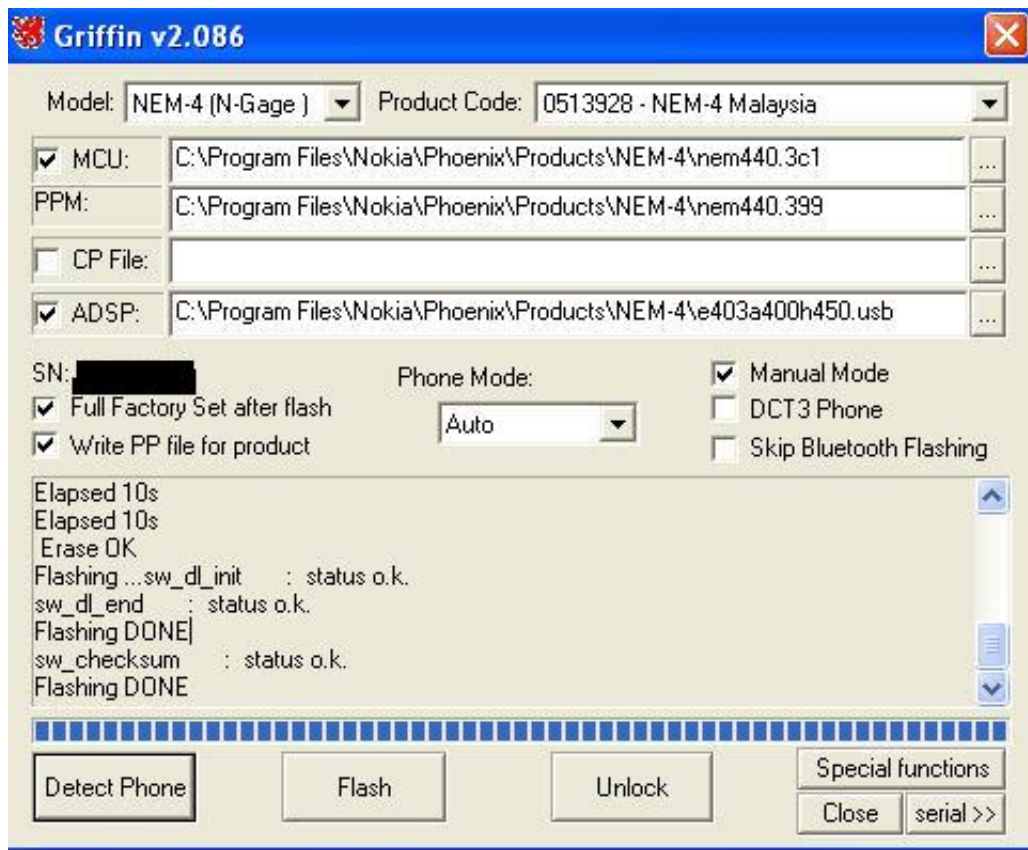 Griffin v2.086
Model: NEM-4 (N-Gage ) Product Code: 0513928 - NEM-4 Malaysia
MCU: C:\Program Files\Nokia\Phoenix\Products\NEM-4\nem440.3c1 ...
PPM: C:\Program Files\Nokia\Phoenix\Products\NEM-4\nem440.399 ...
CP File: ...
ADSP: C:\Program Files\Nokia\Phoenix\Products\NEM-4\e403a400h450.usb ...
SN: Phone Mode: Manual Mode
Full Factory Set after flash Auto DCT3 Phone
Write PP file for product Skip Bluetooth Flashing
Elapsed 10s
Elapsed 10s
Erase OK
Flashing ...sw_dl_init : status o.k.
sw_dl_end : status o.k.
Flashing DONE
sw_checksum : status o.k.
Flashing DONE
Detect Phone Flash Unlock Special functions
Close serial >>